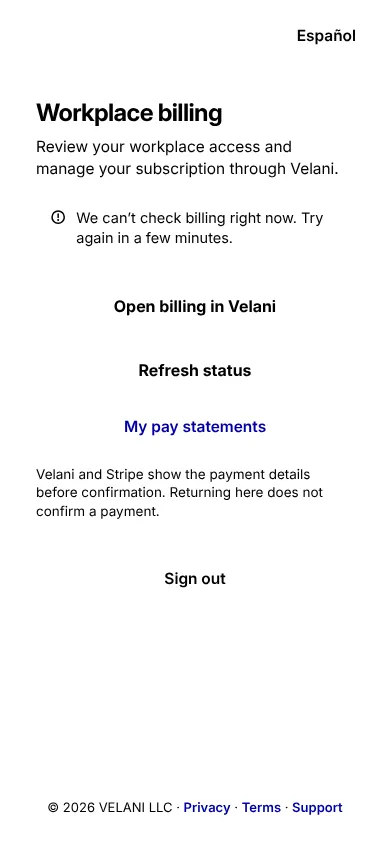 Español
Workplace billing
Review your workplace access and
manage your subscription through Velani.
We can’t check billing right now. Try
again in a few minutes.
Open billing in Velani
Refresh status
My pay statements
Velani and Stripe show the payment details
before confirmation. Returning here does not
confirm a payment.
Sign out
© 2026 VELANI LLC · Privacy · Terms · Support